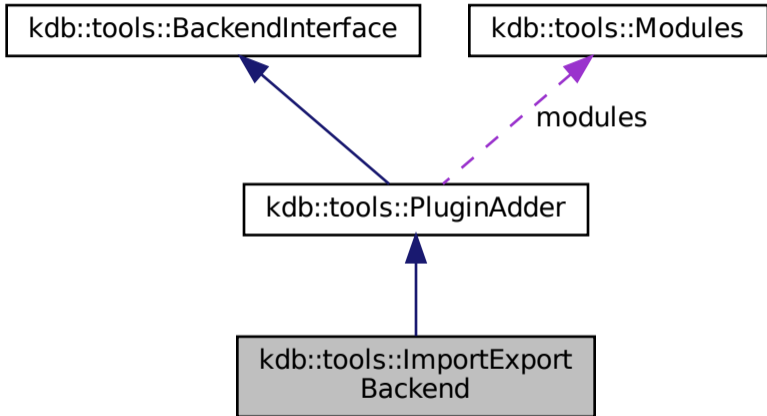 kdb::tools::BackendInterface
kdb::tools::Modules
modules
kdb::tools::PluginAdder
kdb::tools::ImportExport
Backend